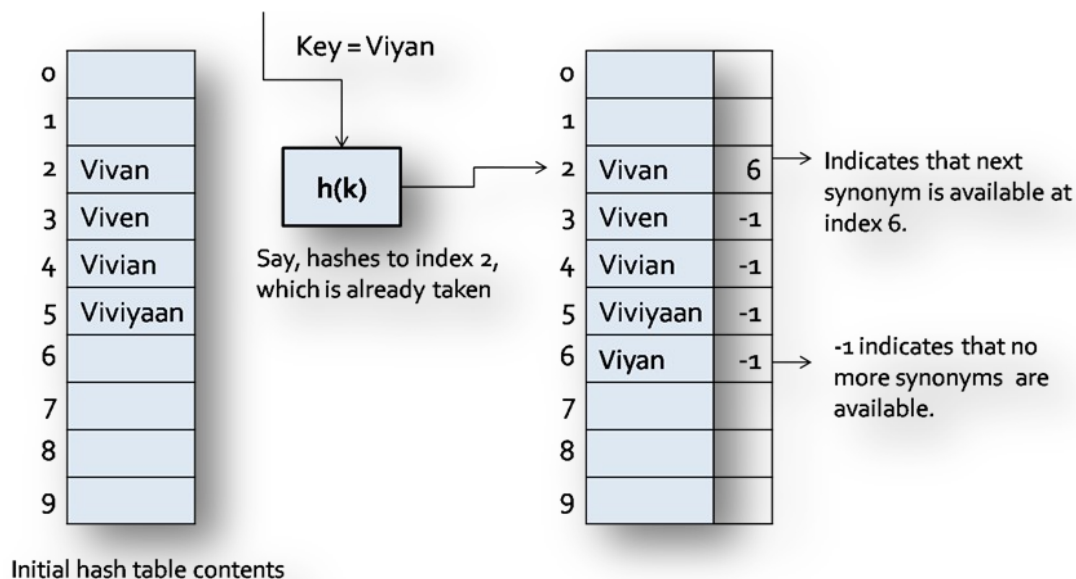 Key = Viyan
0
1
2 Vivan
3 Viven
4 Vivian
5 Viviyaan
6
7
8
9
Initial hash table contents
h(k)
Say, hashes to index 2,
which is already taken
0
1
2 Vivan 6
3 Viven -1
4 Vivian -1
5 Viviyaan -1
6 Viyan -1
7
8
9
Indicates that next
synonym is available at
index 6.
-1 indicates that no
more synonyms are
available.